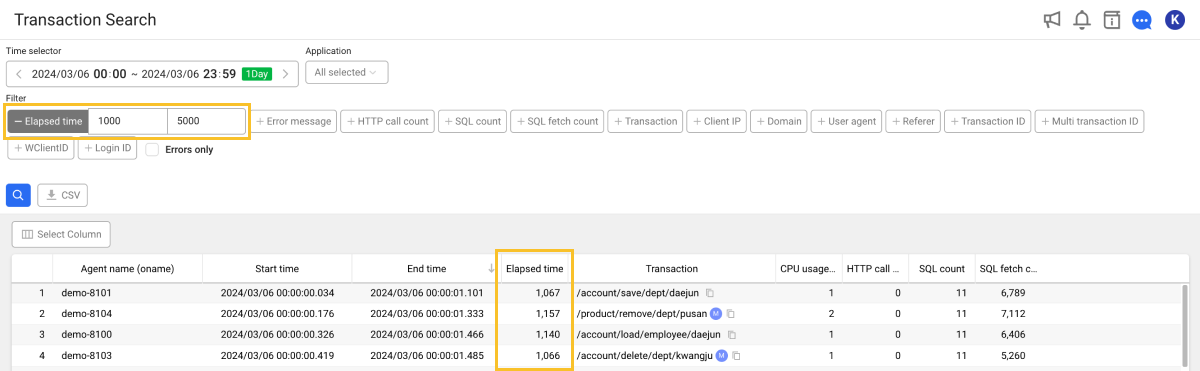 Transaction Search
K
Time selector
Application
2024/03/06 00:00 ~ 2024/03/06 23:59 1Day
All selected
Filter
Elapsed time 1000 5000 Error message HTTP call count SQL count SQL fetch count Transaction Client IP Domain User agent Referer Transaction ID Multi transaction ID
WClientID Login ID Errors only
CSV
Select Column
Agent name (oname) Start time End time Elapsed time Transaction CPU usage... HTTP call ... SQL count SQL fetch c...
1 demo-8101 2024/03/06 00:00:00.034 2024/03/06 00:00:01.101 1,067 /account/save/dept/daejun 1 0 11 6,789
2 demo-8104 2024/03/06 00:00:00.176 2024/03/06 00:00:01.333 1,157 /product/remove/dept/pusan M 2 0 11 7,112
3 demo-8100 2024/03/06 00:00:00.326 2024/03/06 00:00:01.466 1,140 /account/load/employee/daejun 1 0 11 6,406
4 demo-8103 2024/03/06 00:00:00.419 2024/03/06 00:00:01.485 1,066 /account/delete/dept/kwangju M 1 0 11 5,260